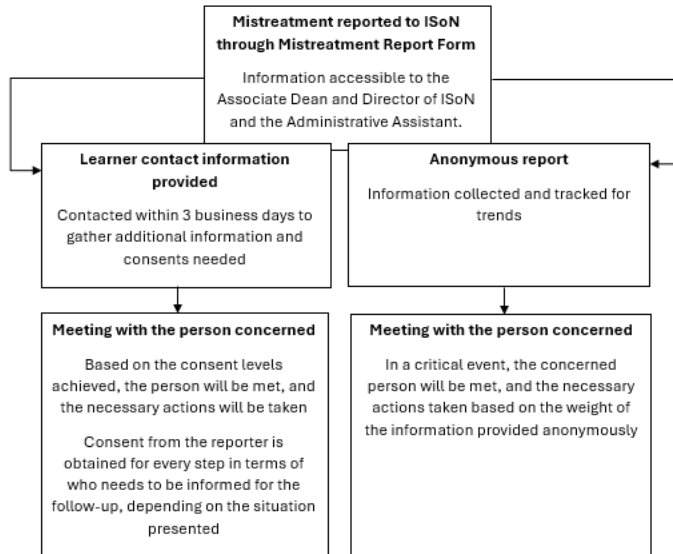 Mistreatment reported to ISoN
through Mistreatment Report Form
Information accessible to the
Associate Dean and Director of ISoN
and the Administrative Assistant.
Learner contact information
provided
Contacted within 3 business days to
gather additional information and
consents needed
Anonymous report
Information collected and tracked for
trends
Meeting with the person concerned
Based on the consent levels
achieved, the person will be met, and
the necessary actions will be taken
Consent from the reporter is
obtained for every step in terms of
who needs to be informed for the
follow-up, depending on the situation
presented
Meeting with the person concerned
In a critical event, the concerned
person will be met, and the necessary
actions taken based on the weight of
the information provided anonymously